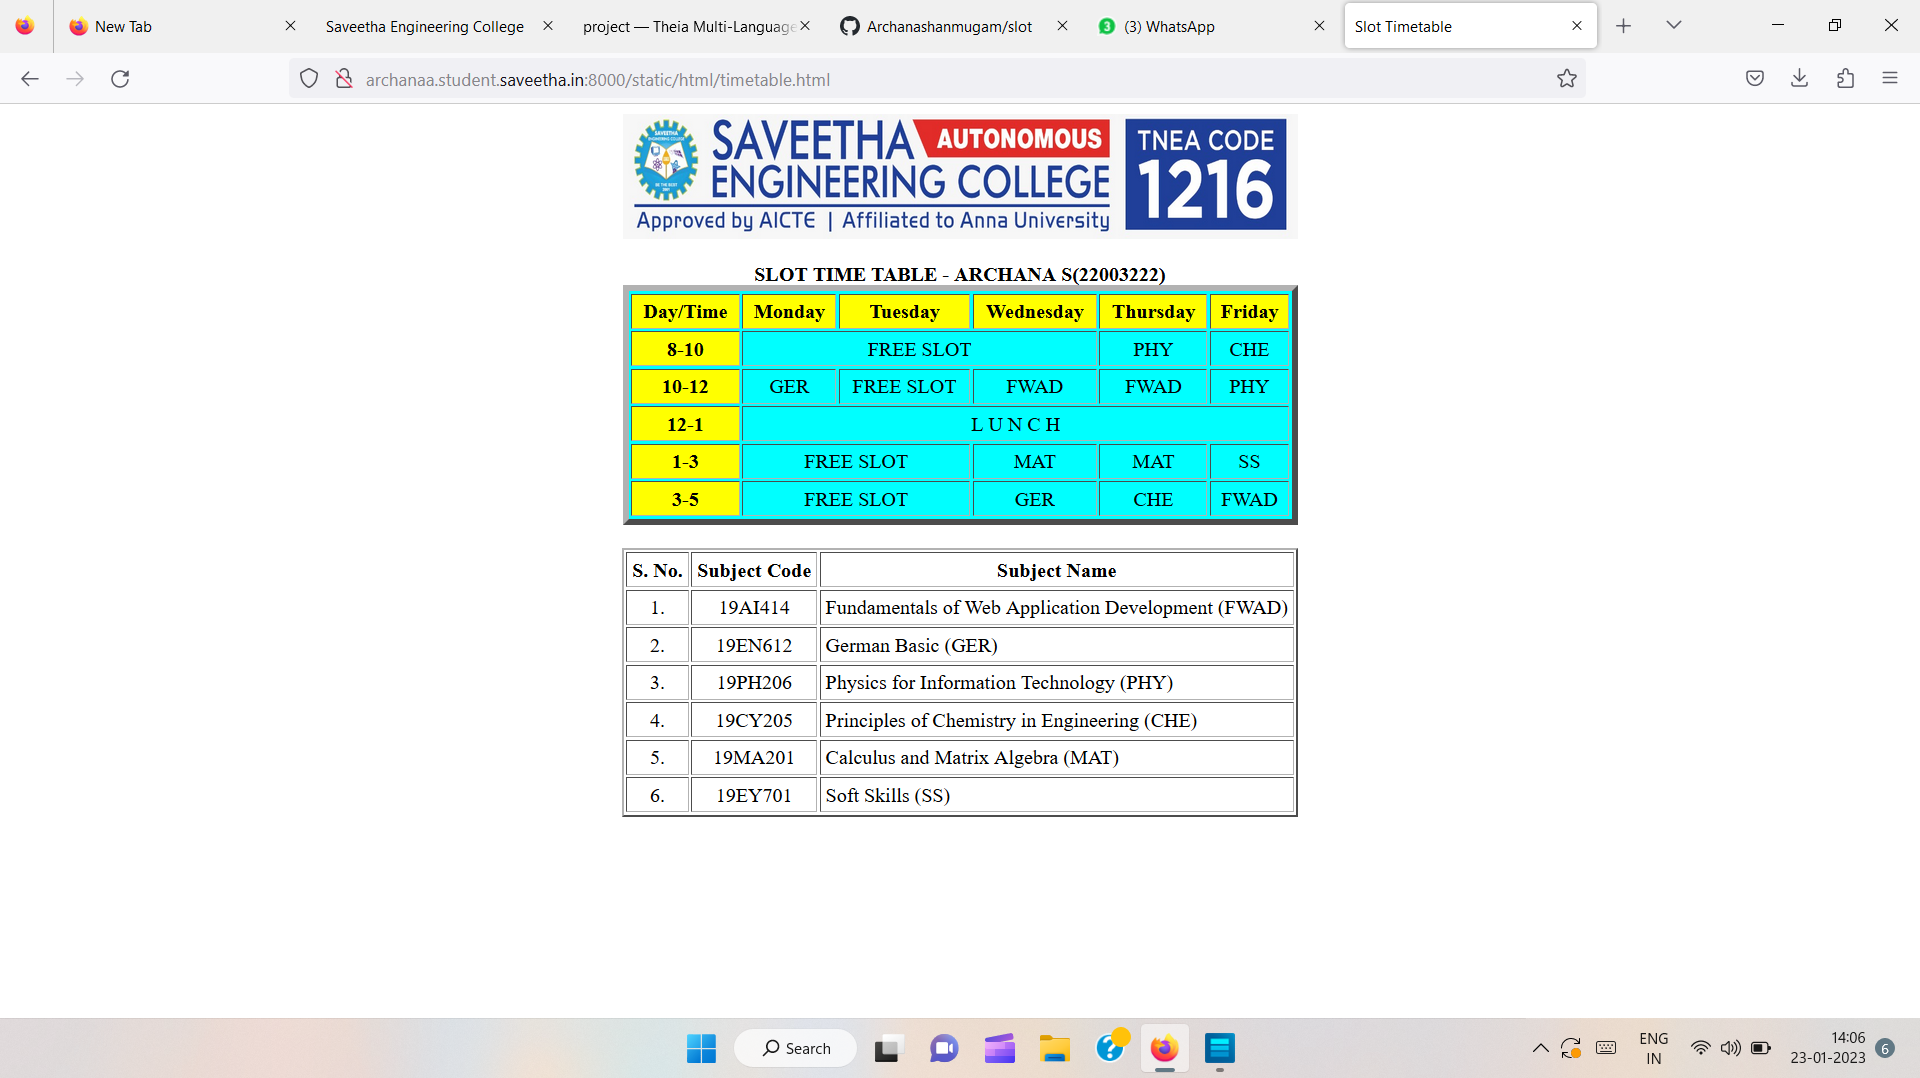 New Tab
Saveetha Engineering College
project — Theia Multi-Language
Archanashanmugam/slot
3 (3) WhatsApp
Slot Timetable
archanaa.student.saveetha.in:8000/static/html/timetable.html
SAVEETHA AUTONOMOUS
ENGINEERING COLLEGE
Approved by AICTE | Affiliated to Anna University
TNEA CODE
1216
SLOT TIME TABLE - ARCHANA S(22003222)
Day/Time Monday Tuesday Wednesday Thursday Friday
8-10 FREE SLOT PHY CHE
10-12 GER FREE SLOT FWAD FWAD PHY
12-1 L U N C H
1-3 FREE SLOT MAT MAT SS
3-5 FREE SLOT GER CHE FWAD
S. No. Subject Code Subject Name
1. 19AI414 Fundamentals of Web Application Development (FWAD)
2. 19EN612 German Basic (GER)
3. 19PH206 Physics for Information Technology (PHY)
4. 19CY205 Principles of Chemistry in Engineering (CHE)
5. 19MA201 Calculus and Matrix Algebra (MAT)
6. 19EY701 Soft Skills (SS)
Search
ENG
IN
14:06
23-01-2023
6